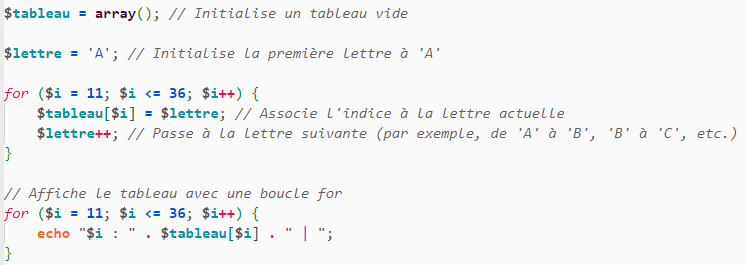 $tableau = array(); // Initialise un tableau vide
$lettre = 'A'; // Initialise la première lettre à 'A'
for ($i = 11; $i <= 36; $i++) {
    $tableau[$i] = $lettre; // Associe l'indice à la lettre actuelle
    $lettre++; // Passe à la lettre suivante (par exemple, de 'A' à 'B', 'B' à 'C', etc.)
}
// Affiche le tableau avec une boucle for
for ($i = 11; $i <= 36; $i++) {
    echo "$i : " . $tableau[$i] . " | ";
}